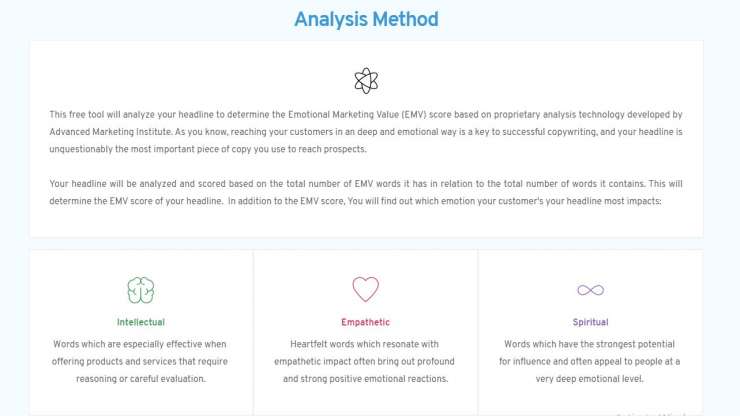 Analysis Method
This free tool will analyze your headline to determine the Emotional Marketing Value (EMV) score based on proprietary analysis technology developed by
Advanced Marketing Institute. As you know, reaching your customers in an deep and emotional way is a key to successful copywriting, and your headline is
unquestionably the most important piece of copy you use to reach prospects.
Your headline will be analyzed and scored based on the total number of EMV words it has in relation to the total number of words it contains. This will
determine the EMV score of your headline. In addition to the EMV score, You will find out which emotion your customer's your headline most impacts:
Intellectual
Words which are especially effective when
offering products and services that require
reasoning or careful evaluation.
Empathetic
Heartfelt words which resonate with
empathetic impact often bring out profound
and strong positive emotional reactions.
Spiritual
Words which have the strongest potential
for influence and often appeal to people at a
very deep emotional level.